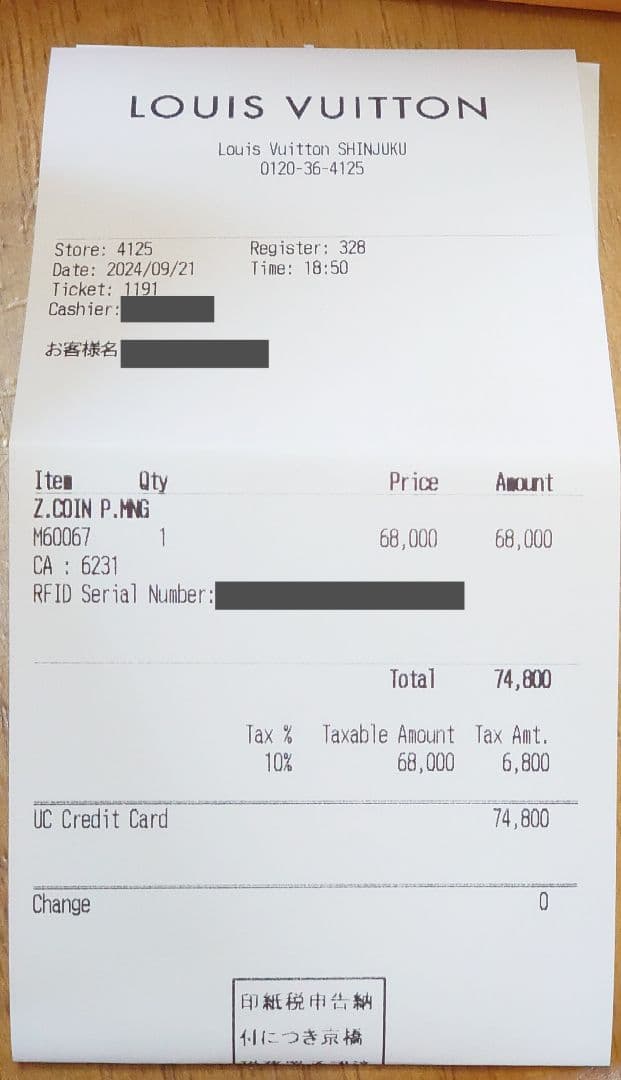 LOUIS VUITTON
Louis Vuitton SHINJUKU
0120-36-4125
Store: 4125 Register: 328
Date: 2024/09/21 Time: 18:50
Ticket: 1191
Cashier:
お客様名
Item Qty Price Amount
Z.COIN P.MNG
M60067 1 68,000 68,000
CA : 6231
RFID Serial Number:
Total 74,800
Tax % Taxable Amount Tax Amt.
10% 68,000 6,800
UC Credit Card 74,800
Change 0
印紙税申告納
付につき京橋